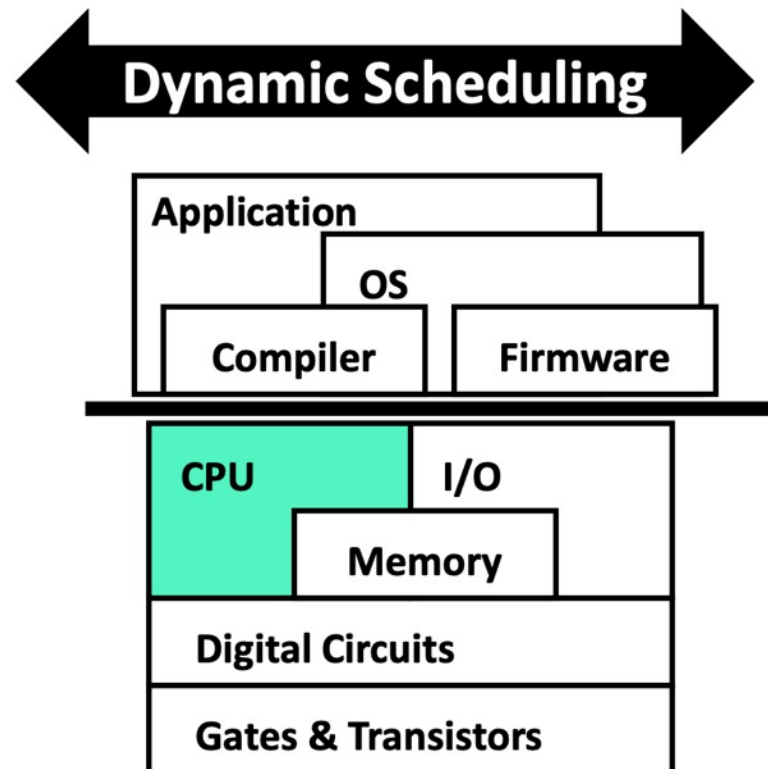 Dynamic Scheduling
Application
OS
Compiler
Firmware
CPU
I/O
Memory
Digital Circuits
Gates & Transistors